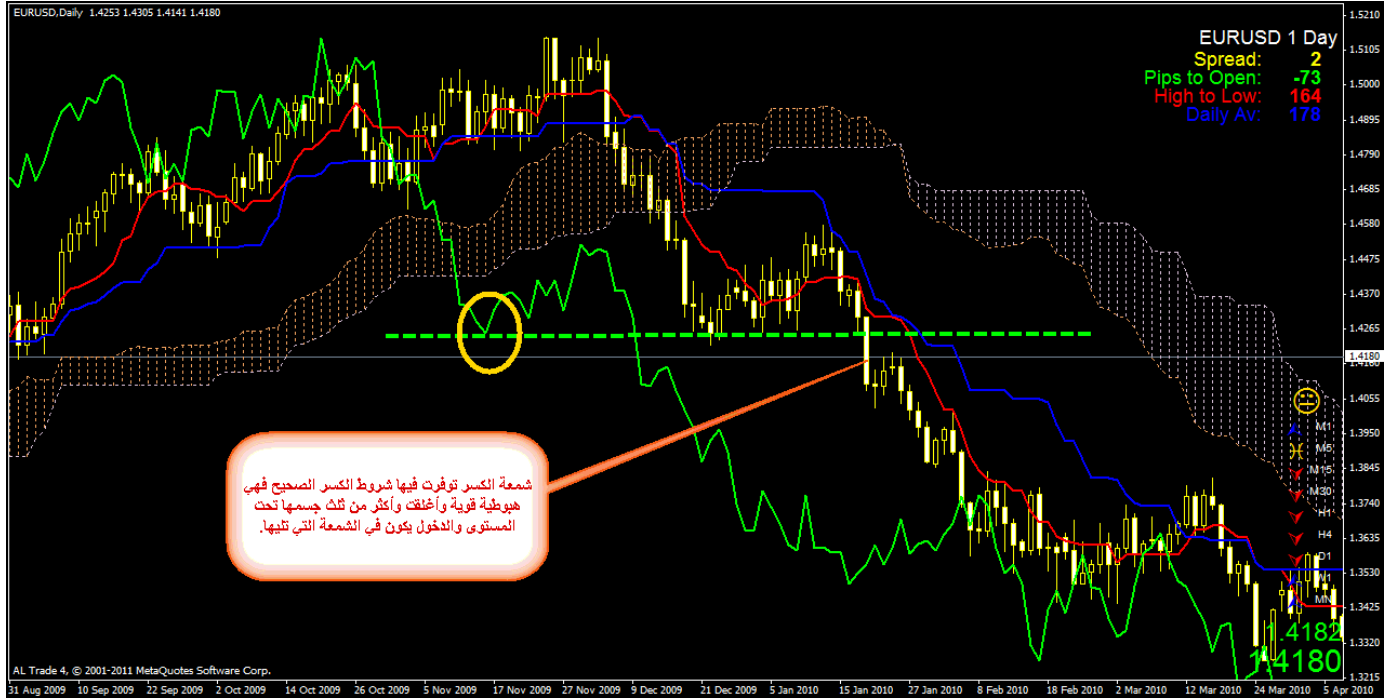 EURUSD,Daily 1.4253 1.4305 1.4141 1.4180
EURUSD 1 Day
Spread: 2
Pips to Open: -73
High to Low: 164
Daily Av: 178
1.5210
1.5105
1.5000
1.4895
1.4790
1.4685
1.4580
1.4475
1.4370
1.4265
1.4180
1.4160
1.4055
1.3950
1.3845
1.3740
1.3635
1.3530
1.3425
1.3320
1.3215
شمعة الكسر توفرت فيها شروط الكسر الصحيح فهي
هبوطية قوية وأغلقت وأكثر من ثلث جسمها تحت
المستوى والدخول يكون في الشمعة التي تليها.
M1
M5
M15
M30
H1
H4
D1
W1
MN
1.4182
1.4180
AL Trade 4, © 2001-2011 MetaQuotes Software Corp.
31 Aug 2009 10 Sep 2009 22 Sep 2009 2 Oct 2009 14 Oct 2009 26 Oct 2009 5 Nov 2009 17 Nov 2009 27 Nov 2009 9 Dec 2009 21 Dec 2009 5 Jan 2010 15 Jan 2010 27 Jan 2010 8 Feb 2010 18 Feb 2010 2 Mar 2010 12 Mar 2010 24 Mar 2010 5 Apr 2010